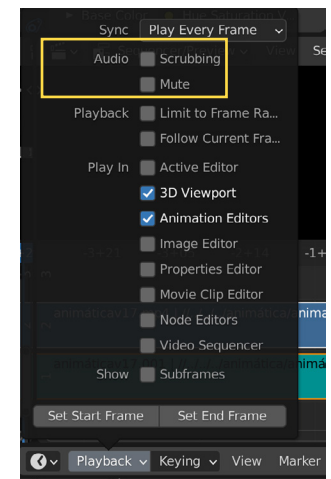 Sync Play Every Frame
Audio Scrubbing
Mute
Playback Limit to Frame Ra...
Follow Current Fra...
Play In Active Editor
3D Viewport
Animation Editors
Image Editor
Properties Editor
Movie Clip Editor
Node Editors
Video Sequencer
Show Subframes
Set Start Frame Set End Frame
Playback Keying View Marker